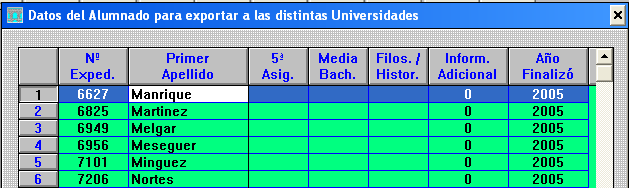 Datos del Alumnado para exportar a las distintas Universidades
Nº Exped. Primer Apellido 5ª Asig. Media Bach. Filos. / Histor. Inform. Adicional Año Finalizó
1 6627 Manrique 0 2005
2 6825 Martinez 0 2005
3 6949 Melgar 0 2005
4 6956 Meseguer 0 2005
5 7101 Minguez 0 2005
6 7206 Nortes 0 2005